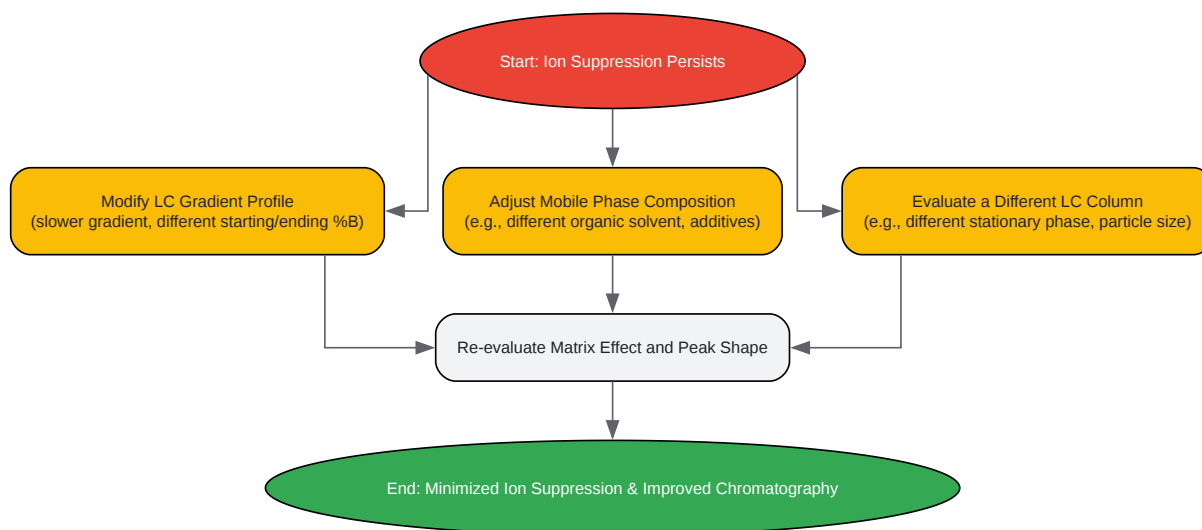 Start: Ion Suppression Persists
Modify LC Gradient Profile
(slower gradient, different starting/ending %B)
Adjust Mobile Phase Composition
(e.g., different organic solvent, additives)
Evaluate a Different LC Column
(e.g., different stationary phase, particle size)
Re-evaluate Matrix Effect and Peak Shape
End: Minimized Ion Suppression & Improved Chromatography